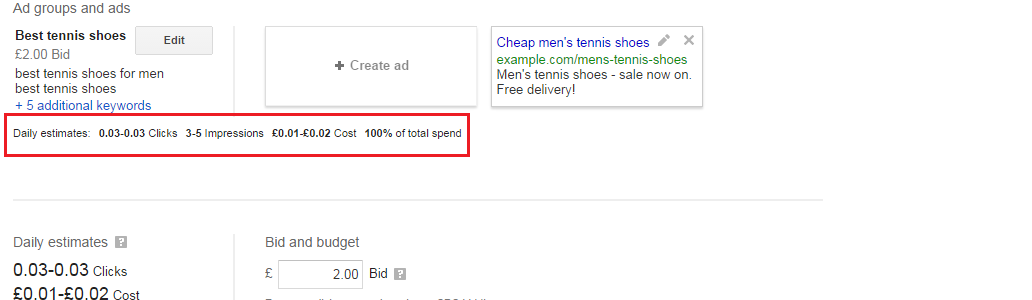 Ad groups and ads
Best tennis shoes
Edit
£2.00 Bid
best tennis shoes for men
best tennis shoes
+ 5 additional keywords
Create ad
Cheap men's tennis shoes
example.com/mens-tennis-shoes
Men's tennis shoes - sale now on.
Free delivery!
Daily estimates: 0.03-0.03 Clicks 3-5 Impressions £0.01-£0.02 Cost 100% of total spend
Daily estimates ?
0.03-0.03 Clicks
£0.01-£0.02 Cost
Bid and budget
£ 2.00 Bid ?